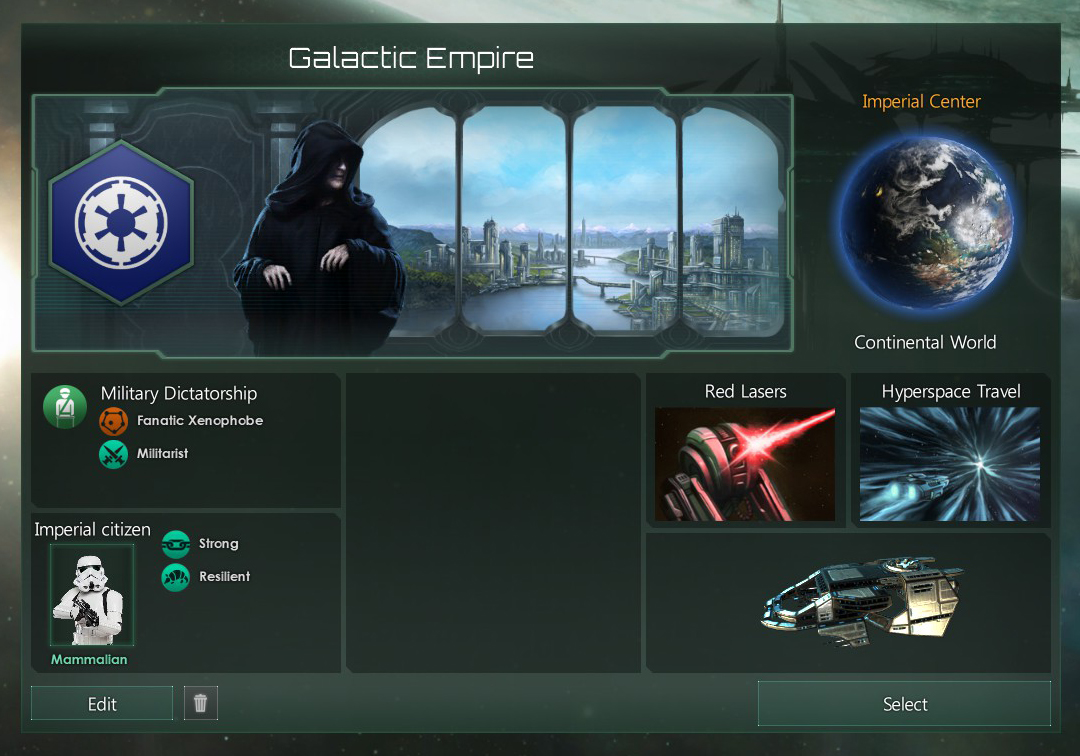 Galactic Empire
Imperial Center
Continental World
Military Dictatorship
Fanatic Xenophobe
Militarist
Imperial citizen
Strong
Resilient
Mammalian
Red Lasers
Hyperspace Travel
Edit
Select